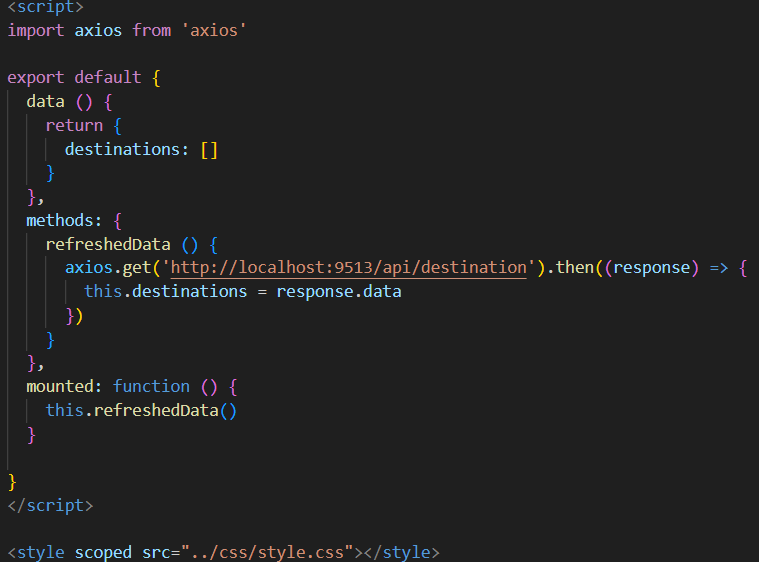 <script>
import axios from 'axios'
export default {
data () {
return {
destinations: []
}
},
methods: {
refreshedData () {
axios.get('http://localhost:9513/api/destination').then((response) => {
this.destinations = response.data
})
}
},
mounted: function () {
this.refreshedData()
}
}
</script>
<style scoped src="../css/style.css"></style>